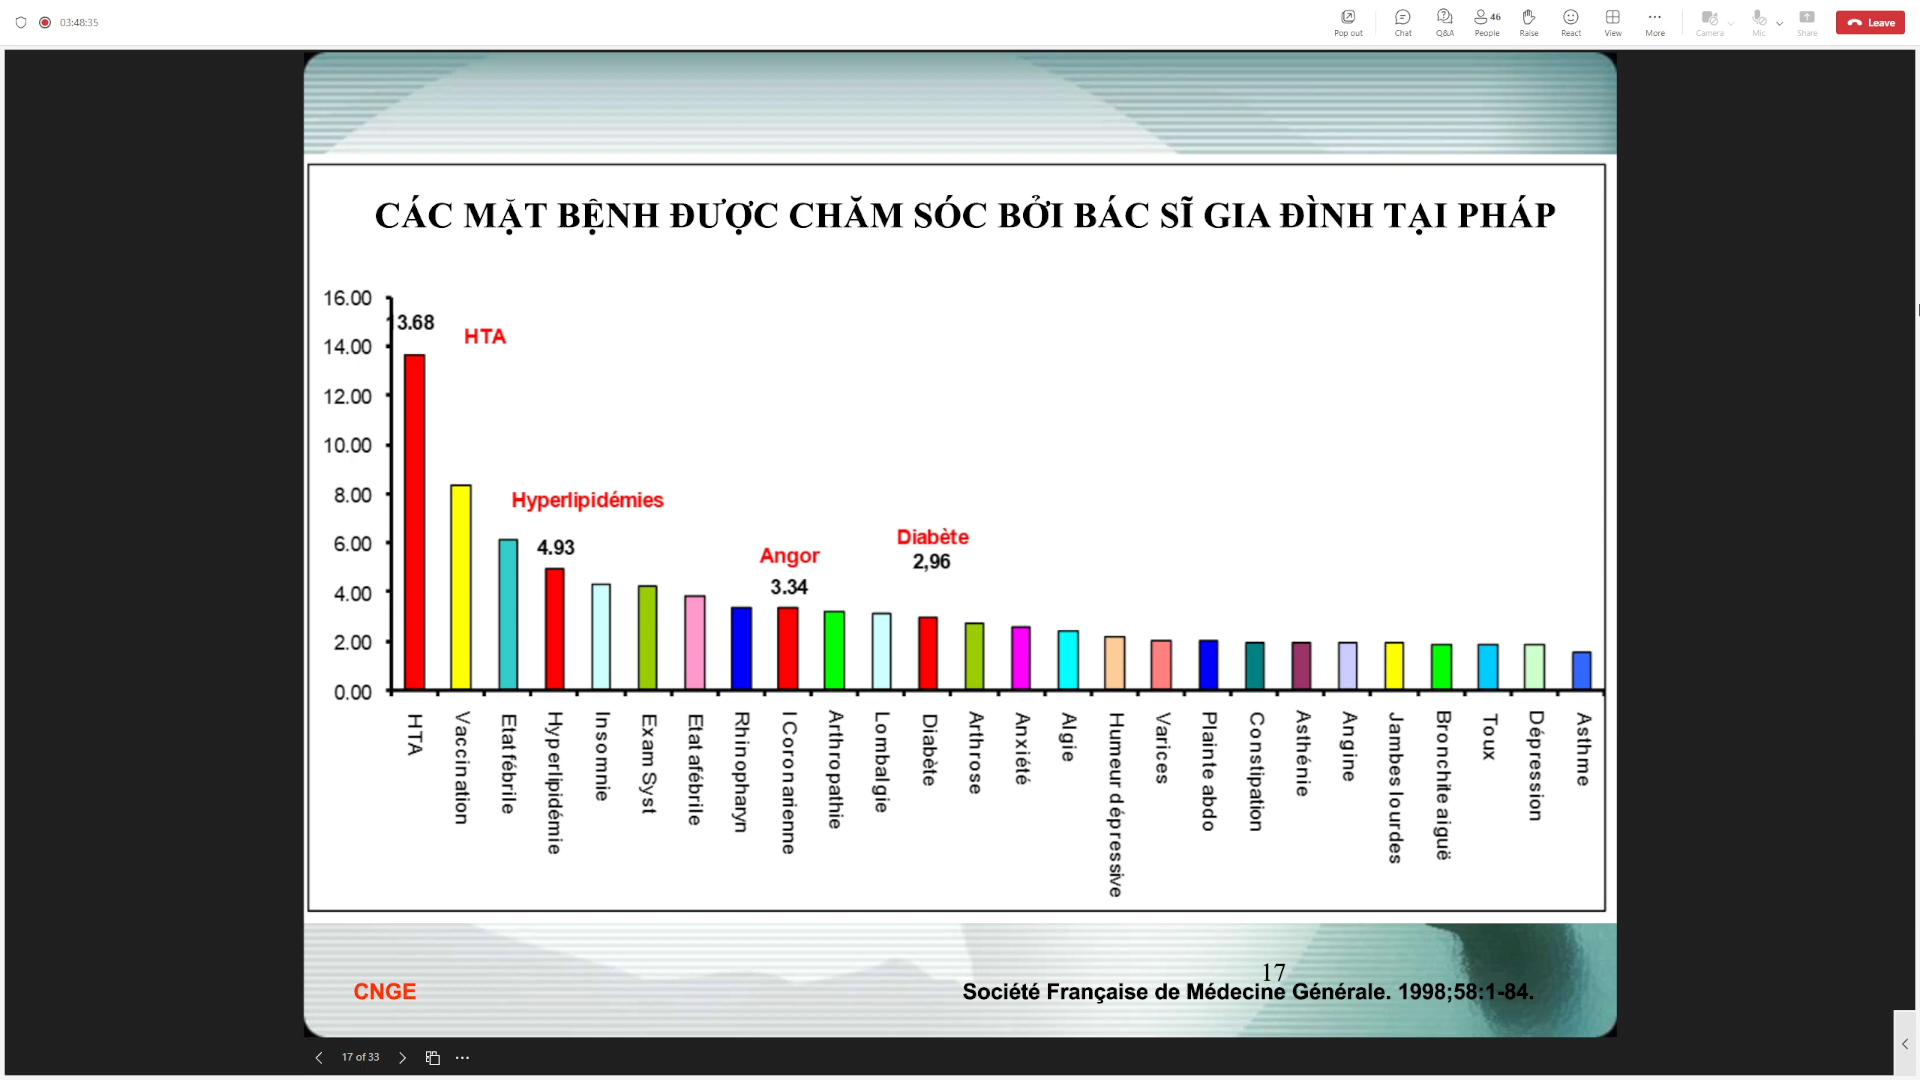 03:48:35
Pop out
Chat
Q&A
46
People
Raise
React
View
More
Camera
Mic
Share
Leave
CÁC MẶT BỆNH ĐƯỢC CHĂM SÓC BỞI BÁC SĨ GIA ĐÌNH TẠI PHÁP
16.00
14.00
12.00
10.00
8.00
6.00
4.00
2.00
0.00
3.68
HTA
Hyperlipidémies
4.93
Angor
3.34
Diabète
2,96
HTA
Vaccination
Etat fébrile
Hyperlipidémie
Insomnie
Exam Syst
Etat afébrile
Rhinopharyn
I Coronarienne
Arthropathie
Lombalgie
Diabète
Arthrose
Anxiété
Algie
Humeur dépressive
Varices
Plainte abdo
Constipation
Asthénie
Angine
Jambes lourdes
Bronchite aiguë
Toux
Dépression
Asthme
CNGE
17
Société Française de Médecine Générale. 1998;58:1-84.
17 of 33